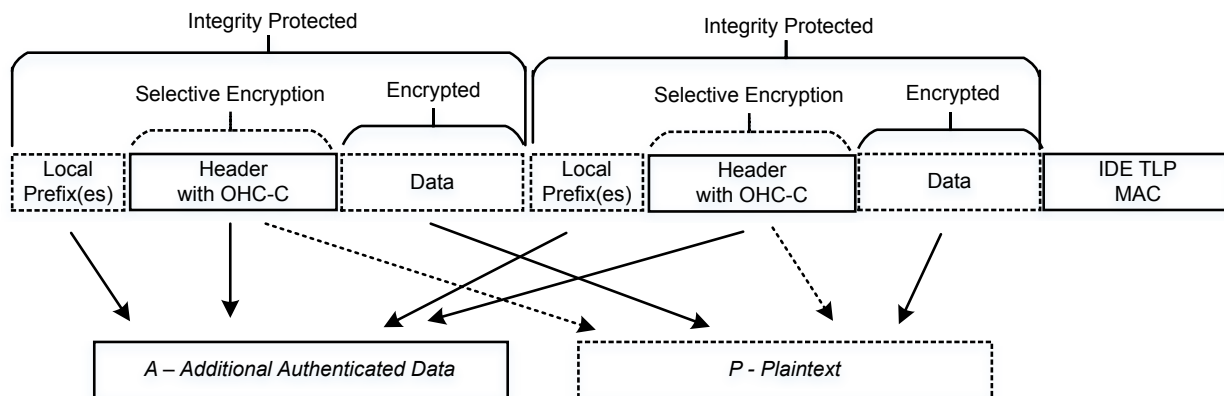 Integrity Protected
Integrity Protected
Selective Encryption
Encrypted
Selective Encryption
Encrypted
Local
Prefix(es)
Header
with OHC-C
Data
Local
Prefix(es)
Header
with OHC-C
Data
IDE TLP
MAC
A – Additional Authenticated Data
P - Plaintext